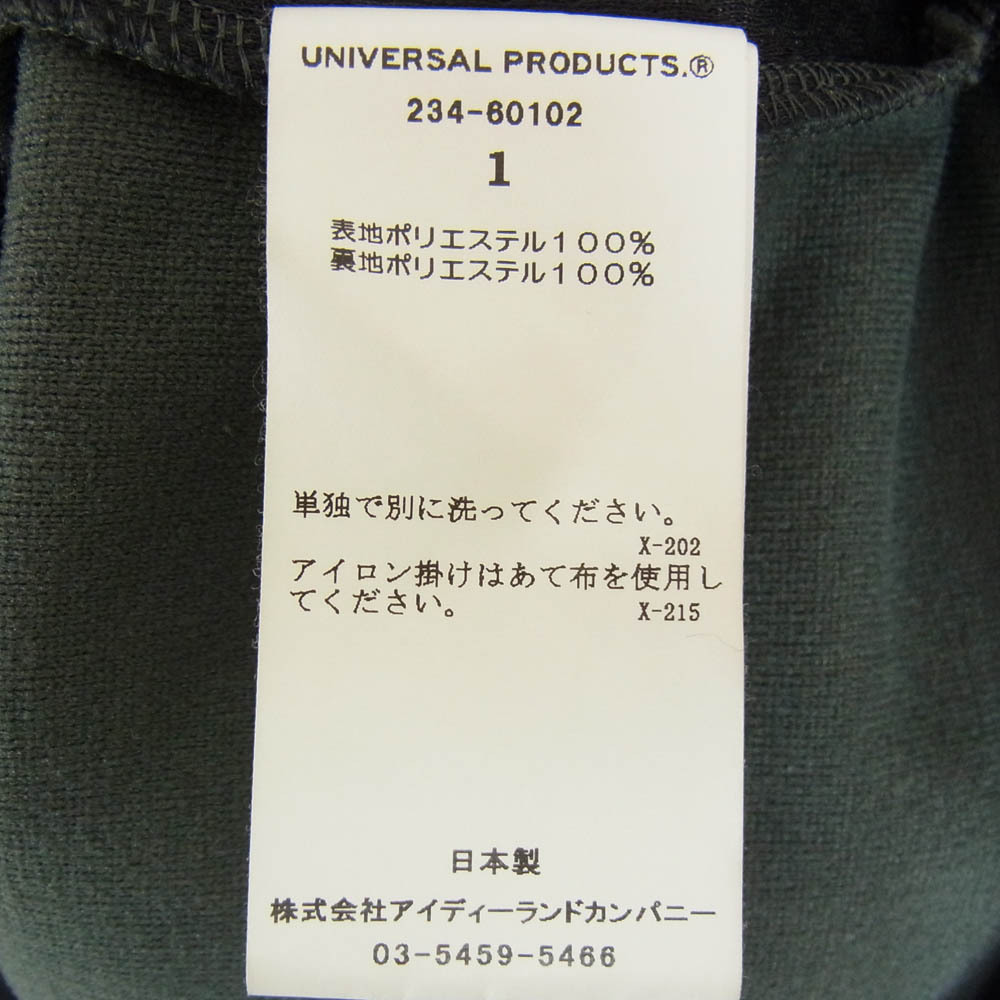 UNIVERSAL PRODUCTS.®
234-60102
1
表地ポリエステル100%
裏地ポリエステル100%
単独で別に洗ってください。
X-202
アイロン掛けはあて布を使用し
てください。
X-215
日本製
株式会社アイディーランドカンパニー
03-5459-5466